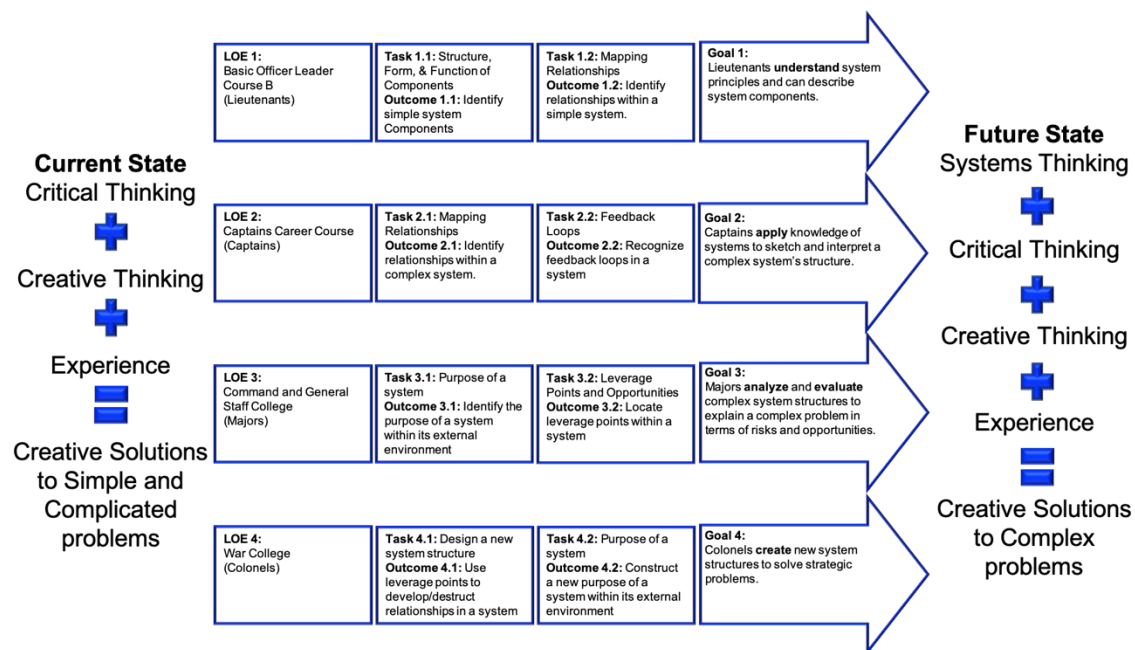 Current State
Critical Thinking
Creative Thinking
Experience
Creative Solutions
to Simple and
Complicated
problems
LOE 1:
Basic Officer Leader
Course B
(Lieutenants)
Task 1.1: Structure,
Form, & Function of
Components
Outcome 1.1: Identify
simple system
Components
Task 1.2: Mapping
Relationships
Outcome 1.2: Identify
relationships within a
simple system.
Goal 1:
Lieutenants understand system
principles and can describe
system components.
LOE 2:
Captains Career Course
(Captains)
Task 2.1: Mapping
Relationships
Outcome 2.1: Identify
relationships within a
complex system.
Task 2.2: Feedback
Loops
Outcome 2.2: Recognize
feedback loops in a
system
Goal 2:
Captains apply knowledge of
systems to sketch and interpret a
complex system's structure.
LOE 3:
Command and General
Staff College
(Majors)
Task 3.1: Purpose of a
system
Outcome 3.1: Identify the
purpose of a system
within its external
environment
Task 3.2: Leverage
Points and Opportunities
Outcome 3.2: Locate
leverage points within a
system
Goal 3:
Majors analyze and evaluate
complex system structures to
explain a complex problem in
terms of risks and opportunities.
LOE 4:
War College
(Colonels)
Task 4.1: Design a new
system structure
Outcome 4.1: Use
leverage points to
develop/destruct
relationships in a system
Task 4.2: Purpose of a
system
Outcome 4.2: Construct
a new purpose of a
system within its external
environment
Goal 4:
Colonels create new system
structures to solve strategic
problems.
Future State
Systems Thinking
Critical Thinking
Creative Thinking
Experience
Creative Solutions
to Complex
problems